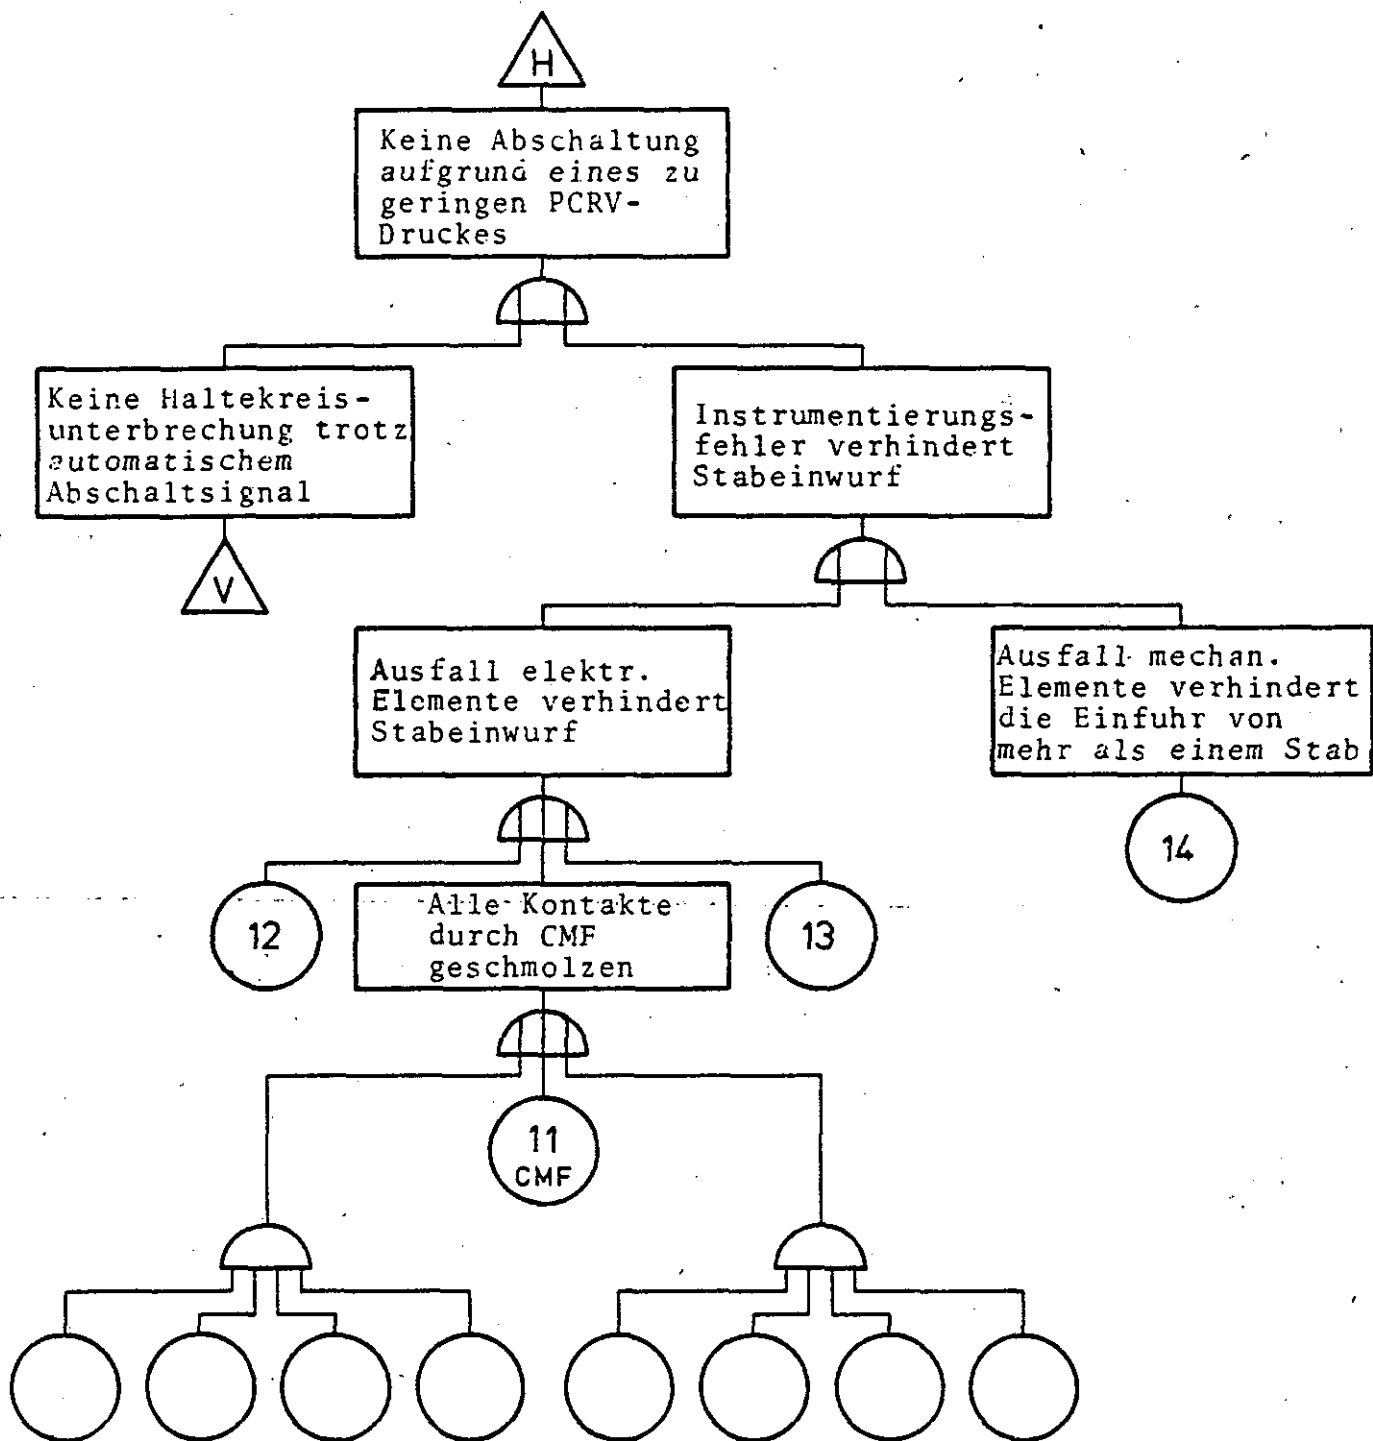 H
Keine Abschaltung
aufgrund eines zu
geringen PCRV-
Druckes
Keine Haltekreis-
unterbrechung trotz
automatischem
Abschaltsignal
Instrumentierungs-
fehler verhindert
Stabeinwurf
V
Ausfall elektr.
Elemente verhindert
Stabeinwurf
Ausfall mechan.
Elemente verhindert
die Einfuhr von
mehr als einem Stab
14
12
Alle Kontakte
durch CMF
geschmolzen
13
11
CMF